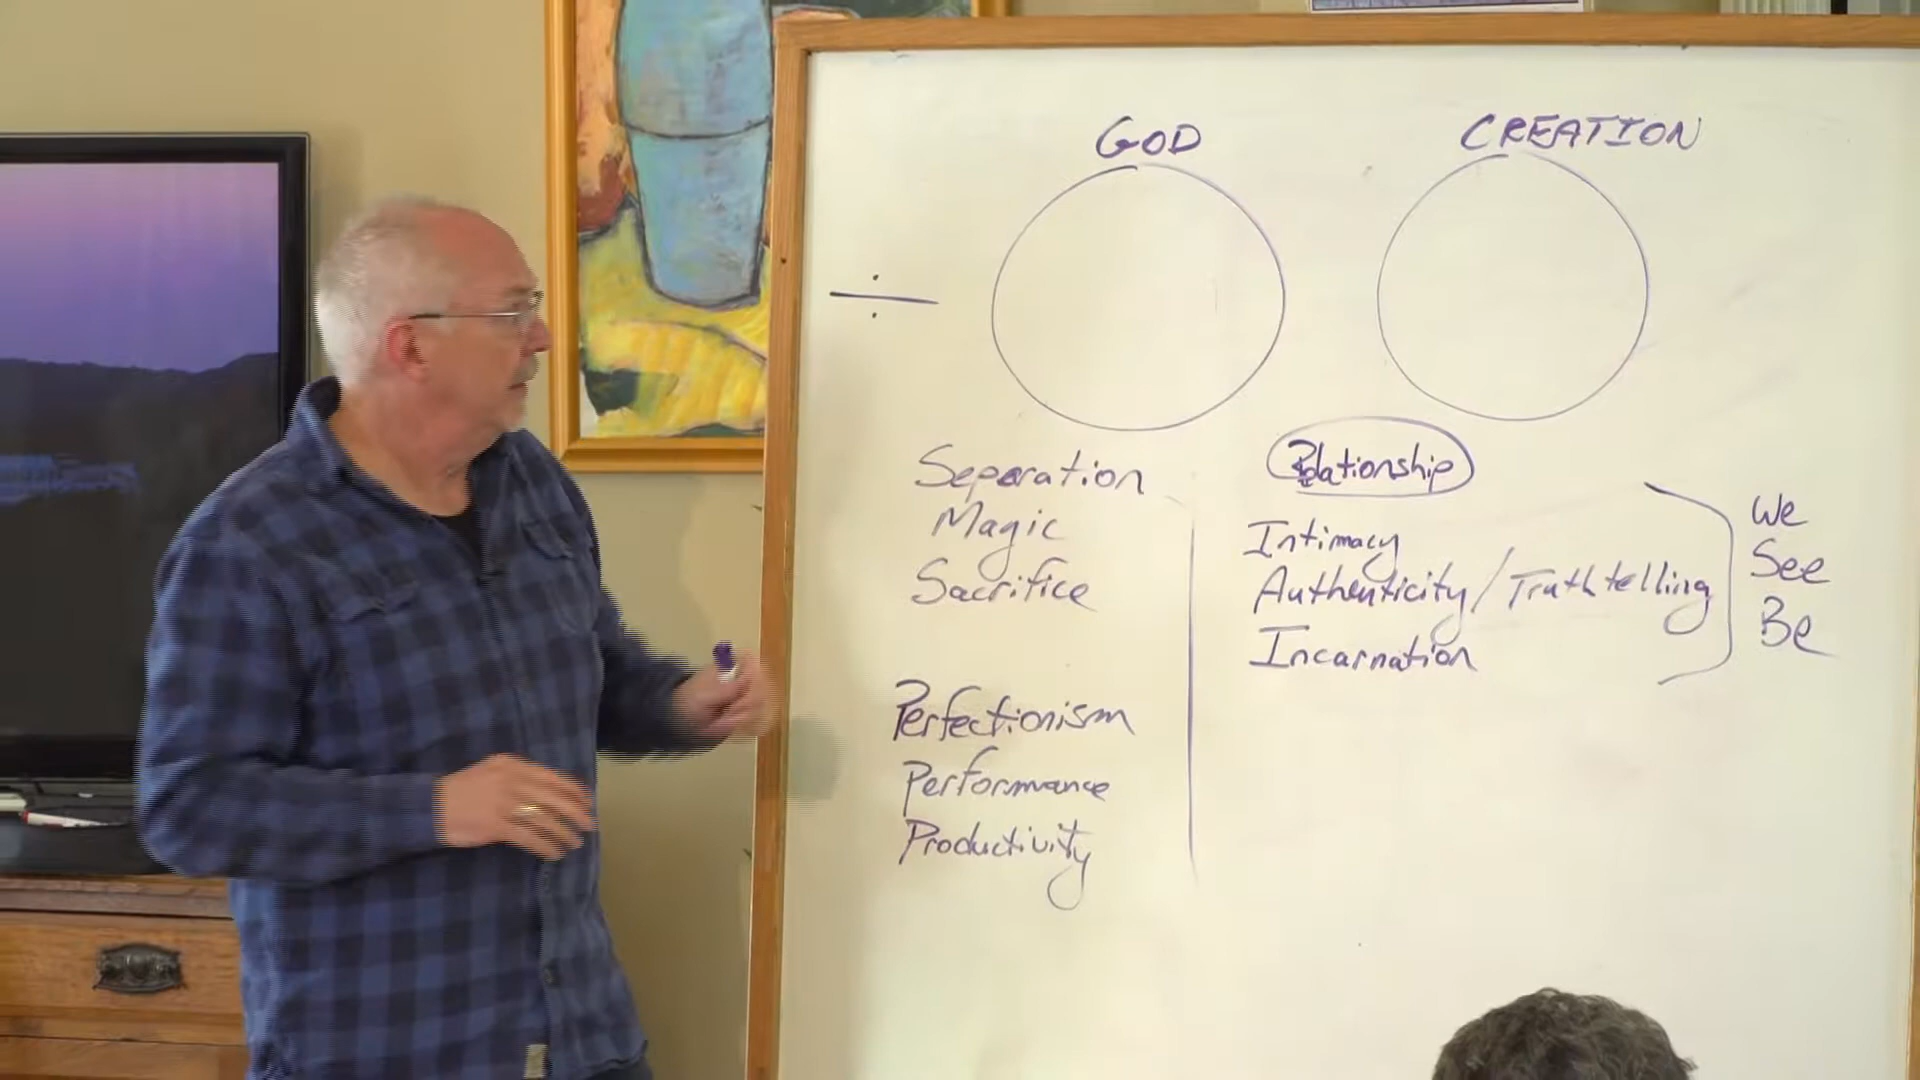 GOD
CREATION
÷
Separation
Magic
Sacrifice
Perfectionism
Performance
Productivity
Relationship
Intimacy
Authenticity / Truthtelling
Incarnation
We
See
Be